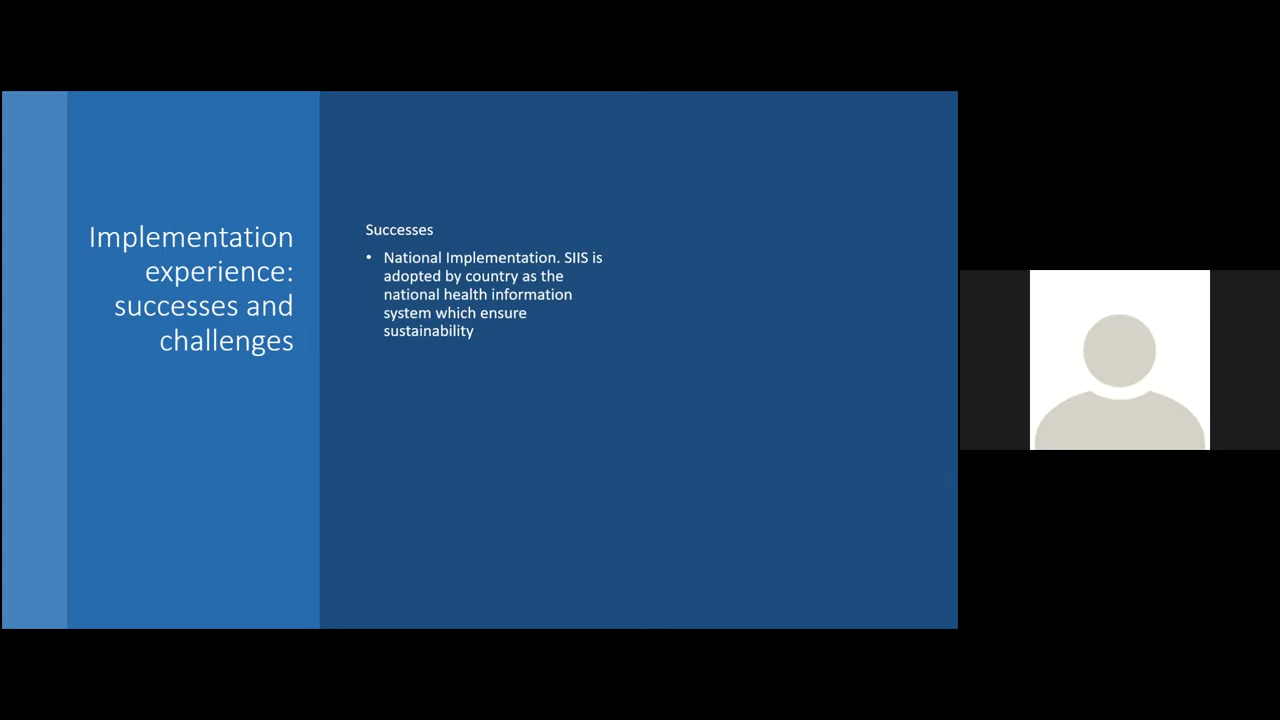 Implementation
experience:
successes and
challenges
Successes
• National Implementation. SIIS is
adopted by country as the
national health information
system which ensure
sustainability